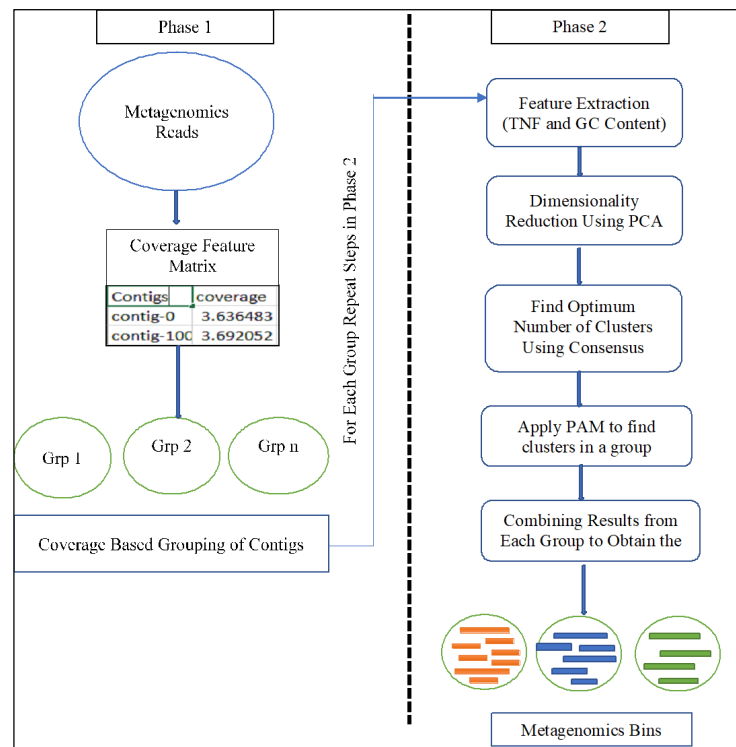 Phase 1
Metagenomics
Reads
Coverage Feature
Matrix
Contigs coverage
contig-0 3.636483
contig-100 3.692052
Grp 1
Grp 2
Grp n
Coverage Based Grouping of Contigs
For Each Group Repeat Steps in Phase 2
Phase 2
Feature Extraction
(TNF and GC Content)
Dimensionality
Reduction Using PCA
Find Optimum
Number of Clusters
Using Consensus
Apply PAM to find
clusters in a group
Combining Results from
Each Group to Obtain the
Metagenomics Bins